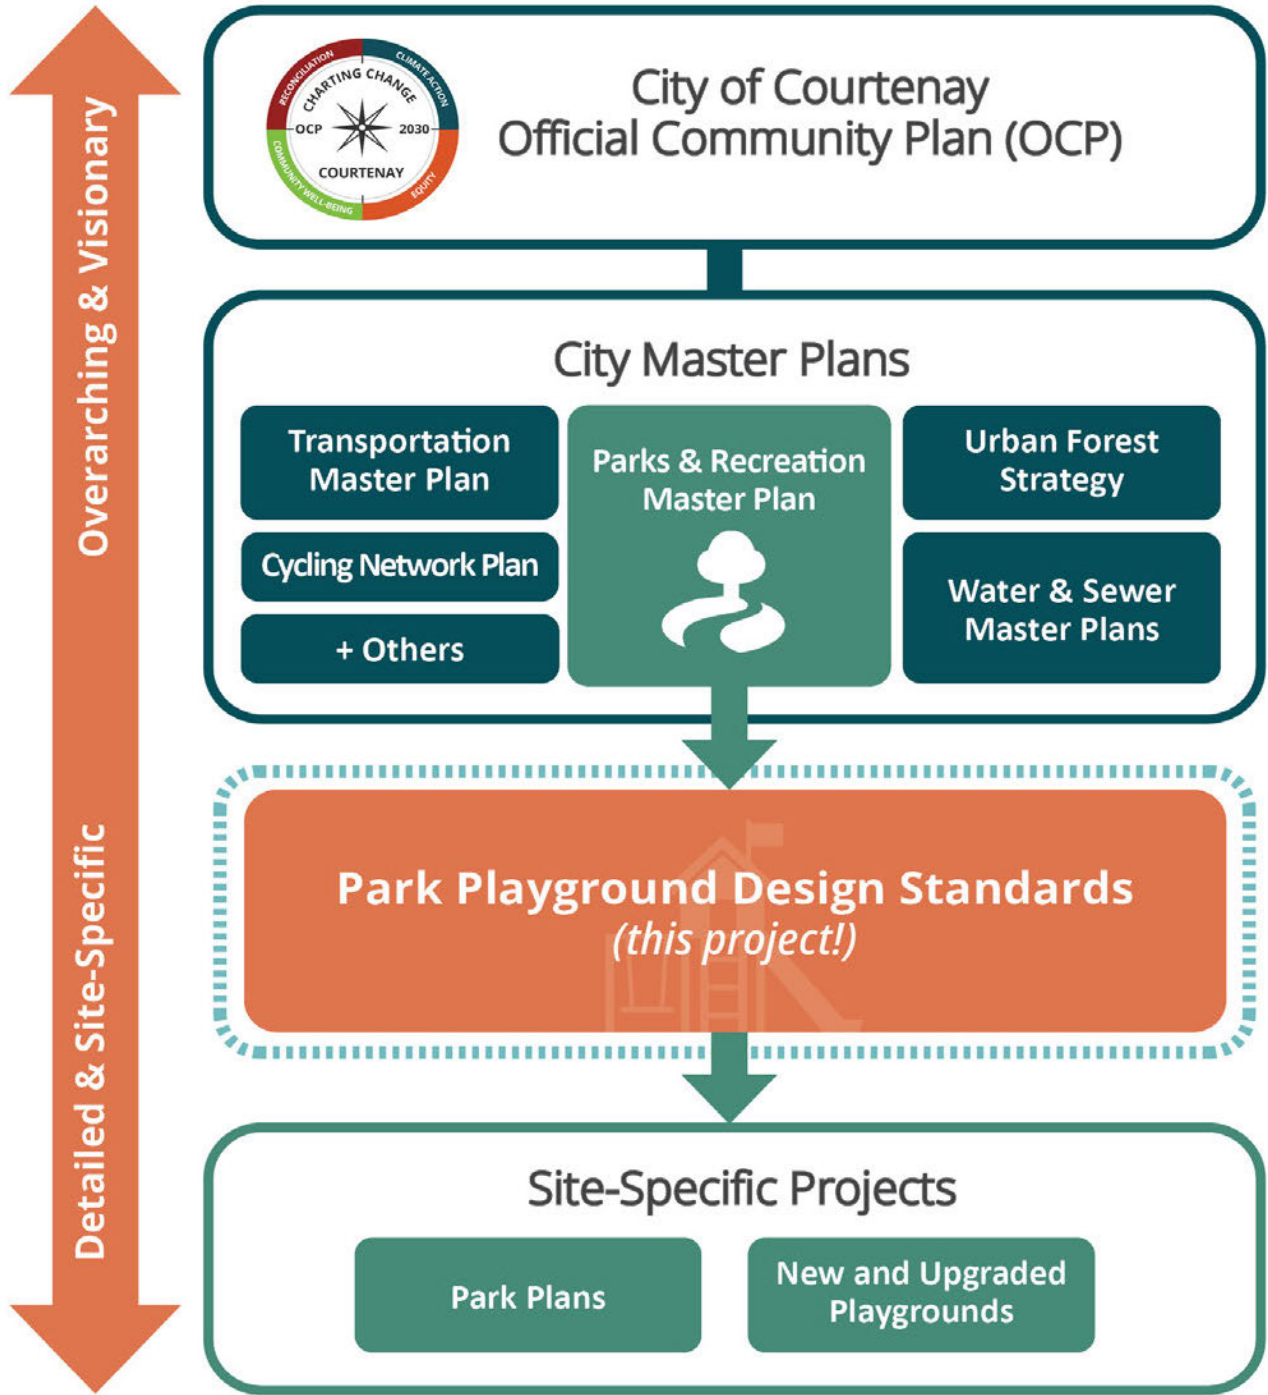 Overarching & Visionary
Detailed & Site-Specific
RECONCILIATION
CLIMATE ACTION
CHARTING CHANGE
OCP
2030
COURTENAY
COMMUNITY WELL-BEING
EQUITY
City of Courtenay
Official Community Plan (OCP)
City Master Plans
Transportation
Master Plan
Cycling Network Plan
+ Others
Parks & Recreation
Master Plan
Urban Forest
Strategy
Water & Sewer
Master Plans
Park Playground Design Standards
(this project!)
Site-Specific Projects
Park Plans
New and Upgraded
Playgrounds